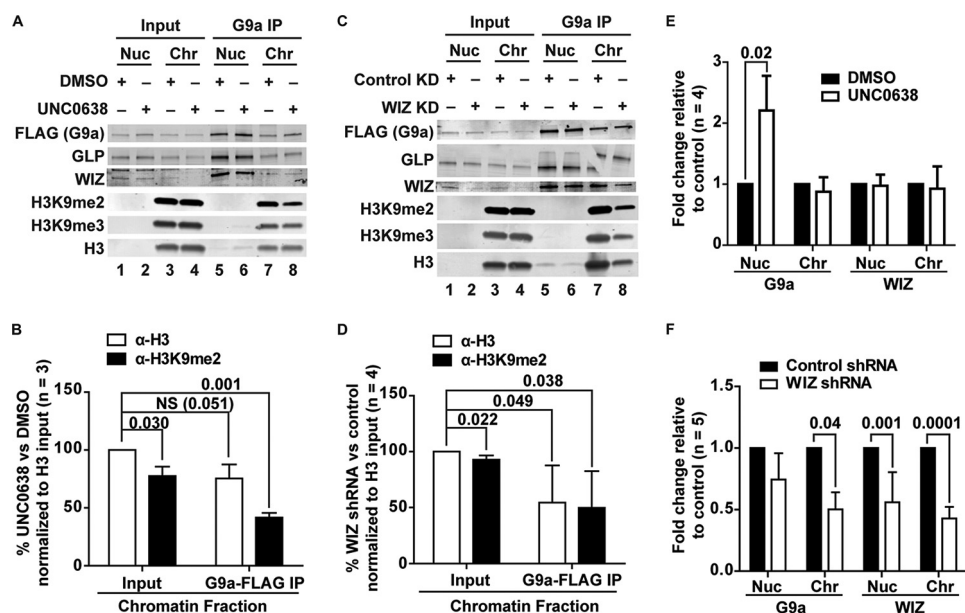 A
Input
G9a IP
Nuc Chr Nuc Chr
DMSO + – + – + – + –
UNC0638 – + – + – + – +
FLAG (G9a)
GLP
WIZ
H3K9me2
H3K9me3
H3
1 2 3 4 5 6 7 8
B
α-H3
α-H3K9me2
% UNC0638 vs DMSO
normalized to H3 input (n = 3)
150
100
50
0
0.001
NS (0.051)
0.030
Input
G9a-FLAG IP
Chromatin Fraction
C
Input
G9a IP
Nuc Chr Nuc Chr
Control KD + – + – + – + –
WIZ KD – + – + – + – +
FLAG (G9a)
GLP
WIZ
H3K9me2
H3K9me3
H3
1 2 3 4 5 6 7 8
D
α-H3
α-H3K9me2
% WIZ shRNA vs control
normalized to H3 input (n = 4)
150
100
50
0
0.038
0.049
0.022
Input
G9a-FLAG IP
Chromatin Fraction
E
Fold change relative
to control (n = 4)
3
2
1
0
0.02
DMSO
UNC0638
Nuc Chr Nuc Chr
G9a WIZ
F
Control shRNA
WIZ shRNA
Fold change relative
to control (n = 5)
1.5
1.0
0.5
0.0
0.04
0.001
0.0001
Nuc Chr Nuc Chr
G9a WIZ